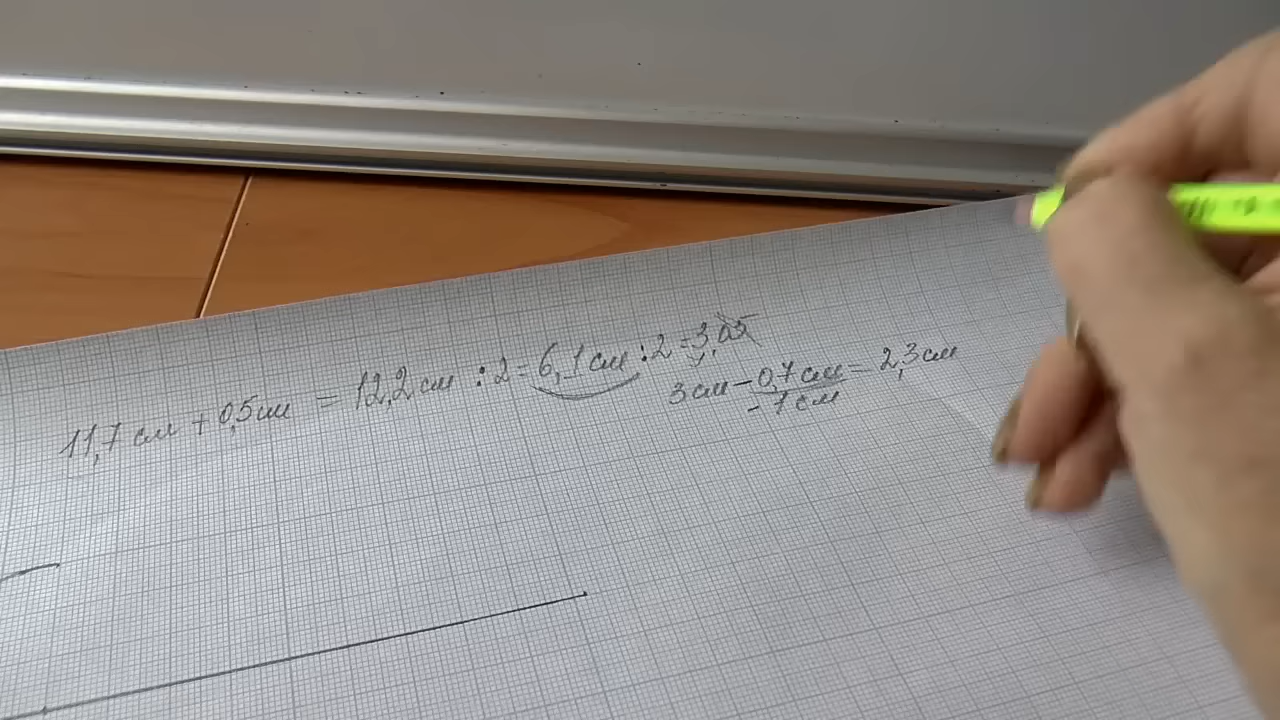 11,7 см + 0,5 см = 12,2 см : 2 = 6,1 см : 2 = 3,05
3 см - 0,7 см = 2,3 см
- 1 см